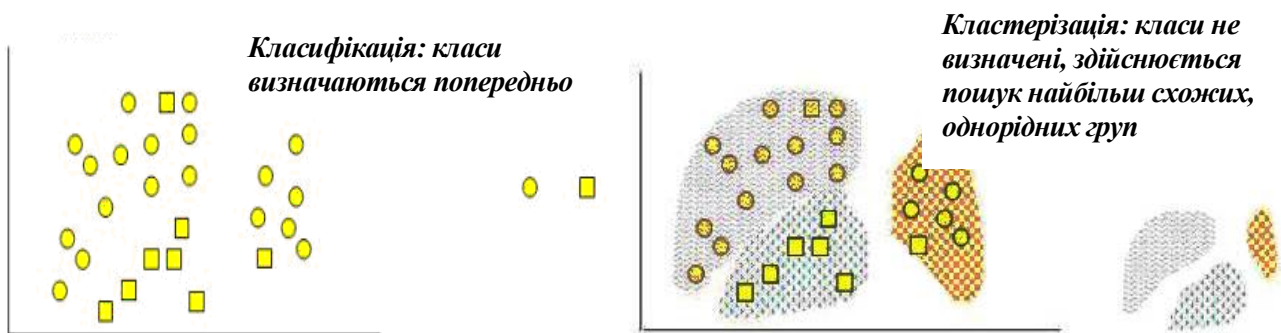 Класифікація: класи
визначаються попередньо
Кластерізація: класи не
визначені, здійснюється
пошук найбільш схожих,
однорідних груп